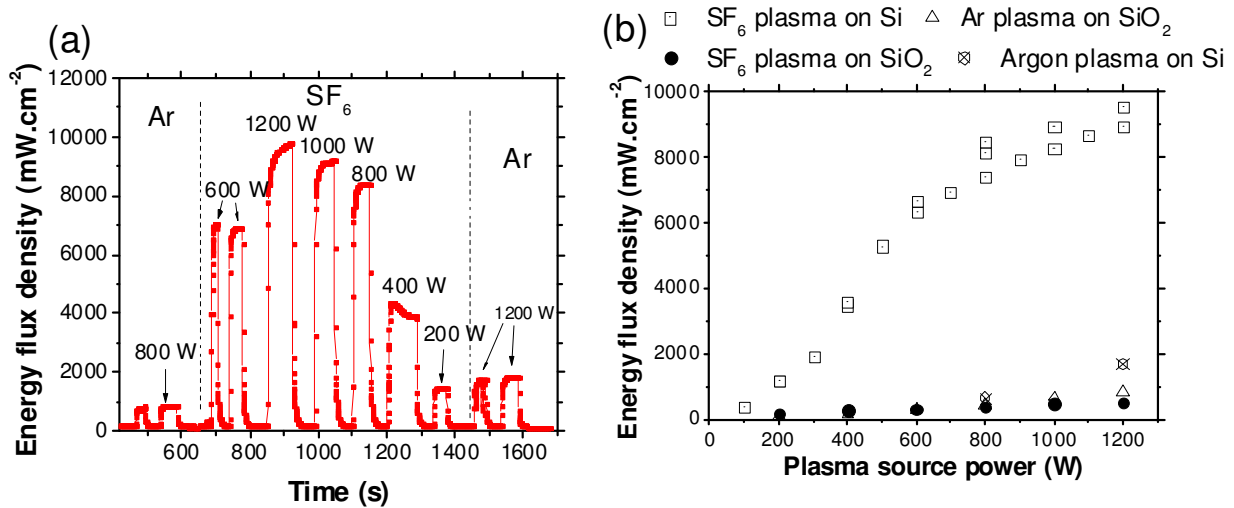 (a)
Energy flux density (mW.cm⁻²)
12000
10000
8000
6000
4000
2000
0
Ar
SF₆
Ar
1200 W
1000 W
800 W
600 W
400 W
200 W
1200 W
800 W
600 800 1000 1200 1400 1600
Time (s)
(b)
SF₆ plasma on Si
Ar plasma on SiO₂
SF₆ plasma on SiO₂
Argon plasma on Si
Energy flux density (mW.cm⁻²)
10000
8000
6000
4000
2000
0
0 200 400 600 800 1000 1200
Plasma source power (W)